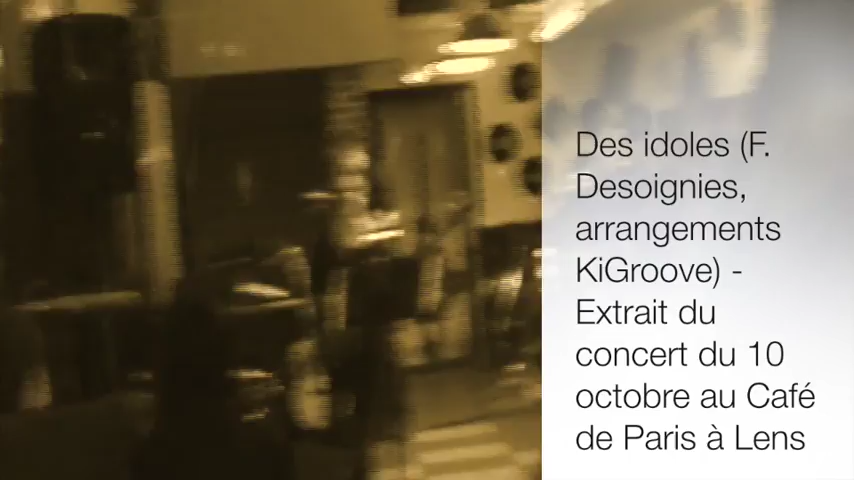 Des idoles (F.
Desoignies,
arrangements
KiGroove) -
Extrait du
concert du 10
octobre au Café
de Paris à Lens